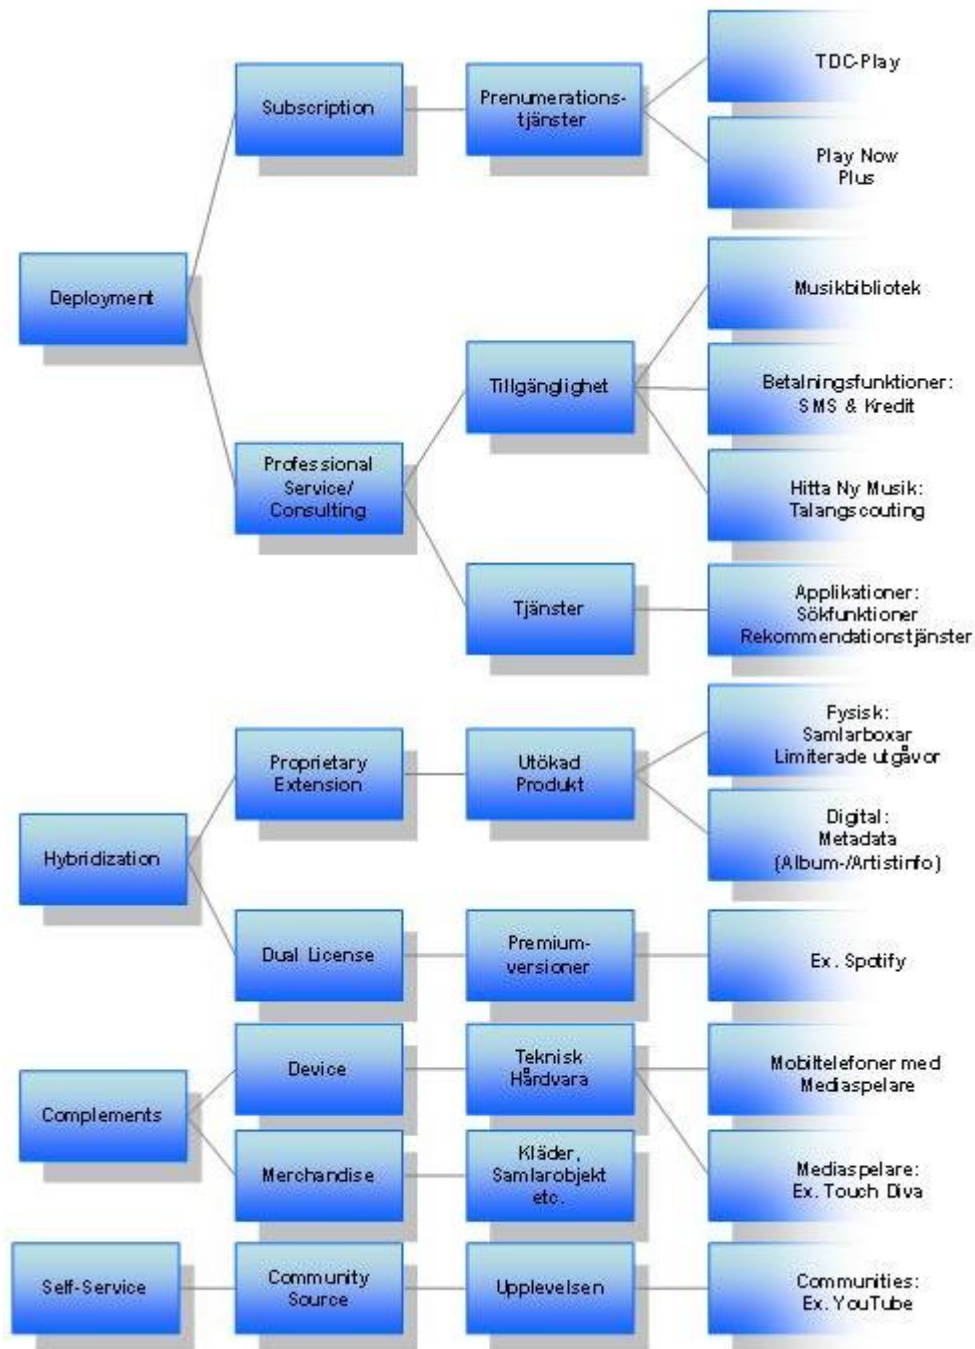 TDC-Play
Subscription
Prenumerations-
tjänster
Play Now
Plus
Deployment
Musikbibliotek
Tillgänglighet
Betalningsfunktioner:
SMS & Kredit
Professional
Service/
Consulting
Hitta Ny Musik:
Talangscouting
Tjänster
Applikationer:
Sökfunktioner
Rekommendationstjänster
Fysisk:
Samlarboxar
Limiterade utgåvor
Proprietary
Extension
Utökad
Produkt
Digital:
Metadata
(Album-/Artistinfo)
Hybridization
Dual License
Premium-
versioner
Ex. Spotify
Device
Teknisk
Hårdvara
Mobiltelefoner med
Mediaspelare
Complements
Merchandise
Kläder,
Samlarobjekt
etc.
Mediaspelare:
Ex. Touch Diva
Self-Service
Community
Source
Upplevelsen
Communities:
Ex. YouTube